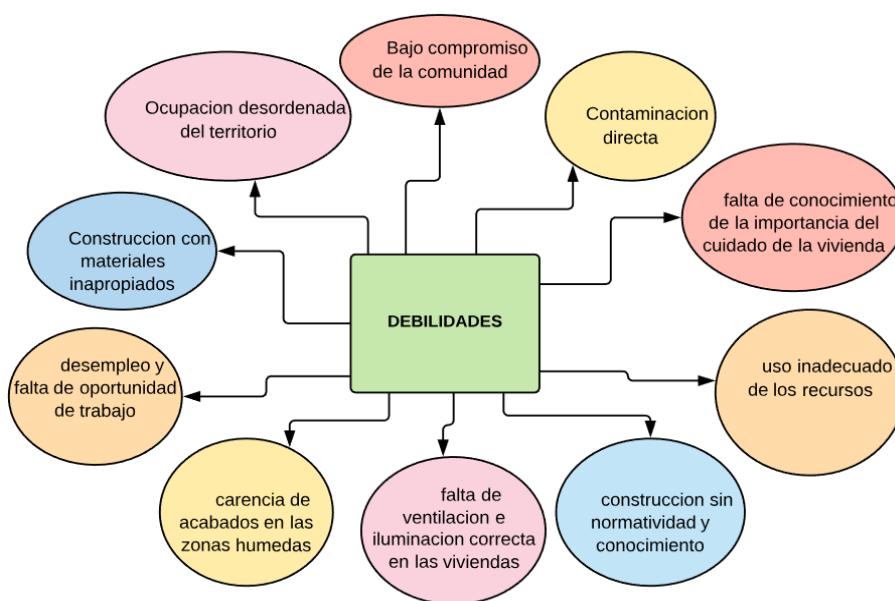 Bajo compromiso
de la comunidad
Ocupacion desordenada
del territorio
Contaminacion
directa
falta de conocimiento
de la importancia del
cuidado de la vivienda
Construccion con
materiales
inapropiados
DEBILIDADES
desempleo y
falta de oportunidad
de trabajo
uso inadecuado
de los recursos
carencia de
acabados en las
zonas humedas
falta de
ventilacion e
iluminacion correcta
en las viviendas
construccion sin
normatividad y
conocimiento